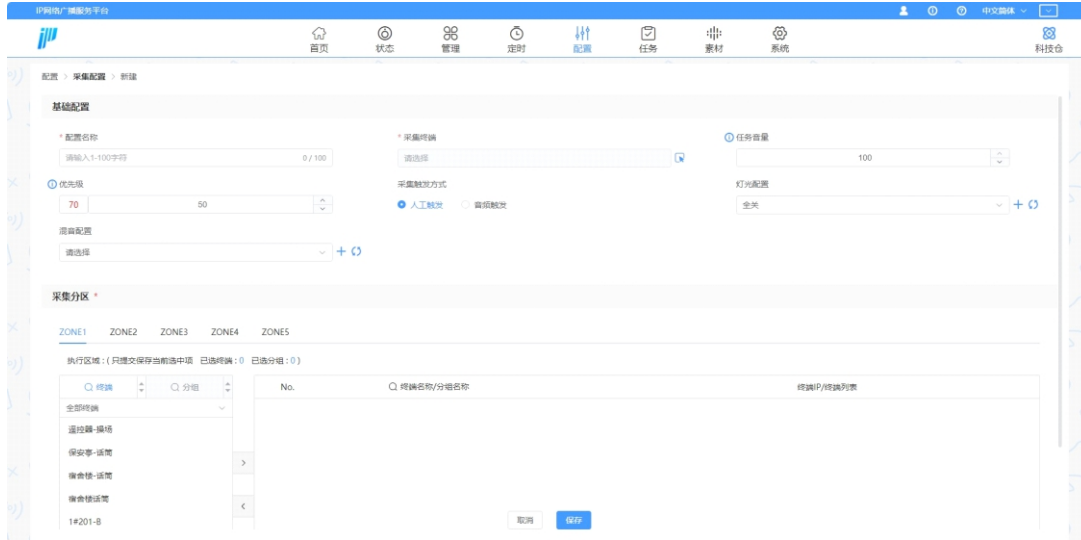 IP网络广播服务平台 中文简体
首页 状态 管理 定时 配置 任务 素材 系统 科技仓
配置 > 采集配置 > 新建
基础配置
* 配置名称 * 采集终端 任务音量
请输入1-100字符 0 / 100 请选择 100
优先级 采集触发方式 灯光配置
70 50 人工触发 音频触发 全关
混音配置
请选择
采集分区 *
ZONE1 ZONE2 ZONE3 ZONE4 ZONE5
执行区域 : ( 只提交保存当前选中项 已选终端 : 0 已选分组 : 0 )
终端 分组 No. 终端名称/分组名称 终端IP/终端列表
全部终端
遥控器-操场
保安亭-话筒
宿舍楼-话筒
宿舍楼话筒
1#201-8
取消 保存